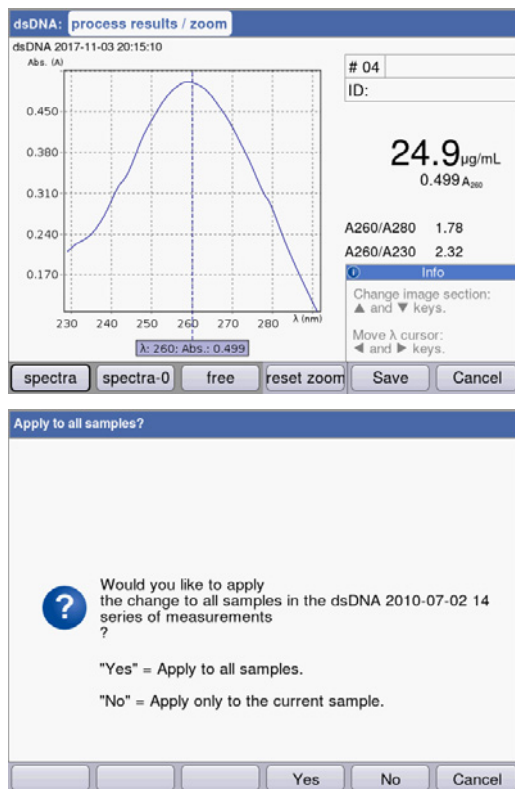 dsDNA: process results / zoom
dsDNA 2017-11-03 20:15:10
Abs. (A)
# 04
ID:
0.450
0.380
0.310
0.240
0.170
24.9µg/mL
0.499 A260
A260/A280 1.78
A260/A230 2.32
Info
Change image section:
▲ and ▼ keys.
Move λ cursor:
◀ and ▶ keys.
230 240 250 260 270 280 λ (nm)
λ: 260; Abs.: 0.499
spectra spectra-0 free reset zoom Save Cancel
Apply to all samples?
Would you like to apply
the change to all samples in the dsDNA 2010-07-02 14
series of measurements
?
"Yes" = Apply to all samples.
"No" = Apply only to the current sample.
Yes No Cancel